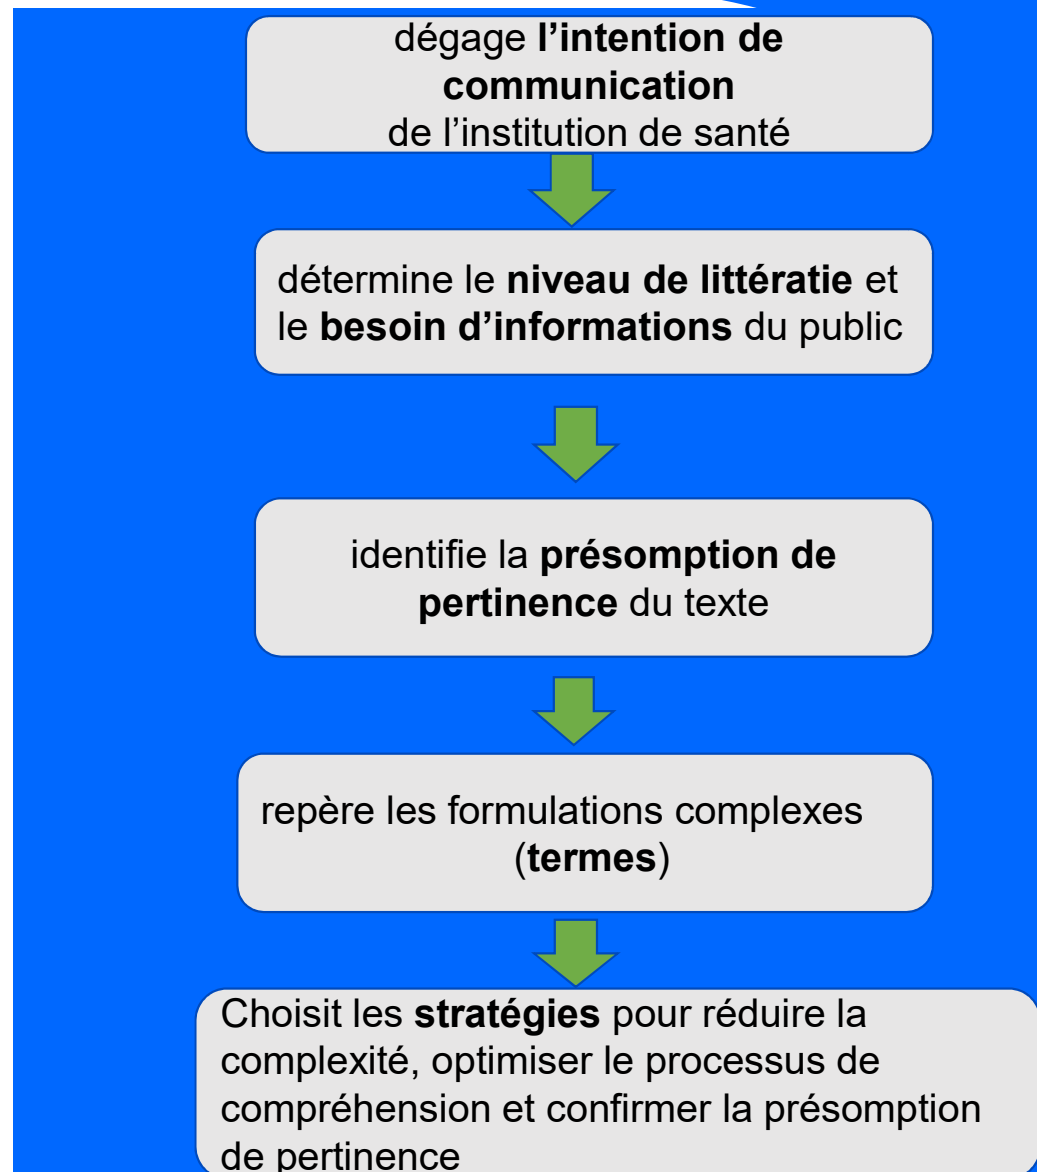 dégage l’intention de
communication
de l’institution de santé
détermine le niveau de littératie et
le besoin d’informations du public
identifie la présomption de
pertinence du texte
repère les formulations complexes
(termes)
Choisit les stratégies pour réduire la
complexité, optimiser le processus de
compréhension et confirmer la présomption
de pertinence